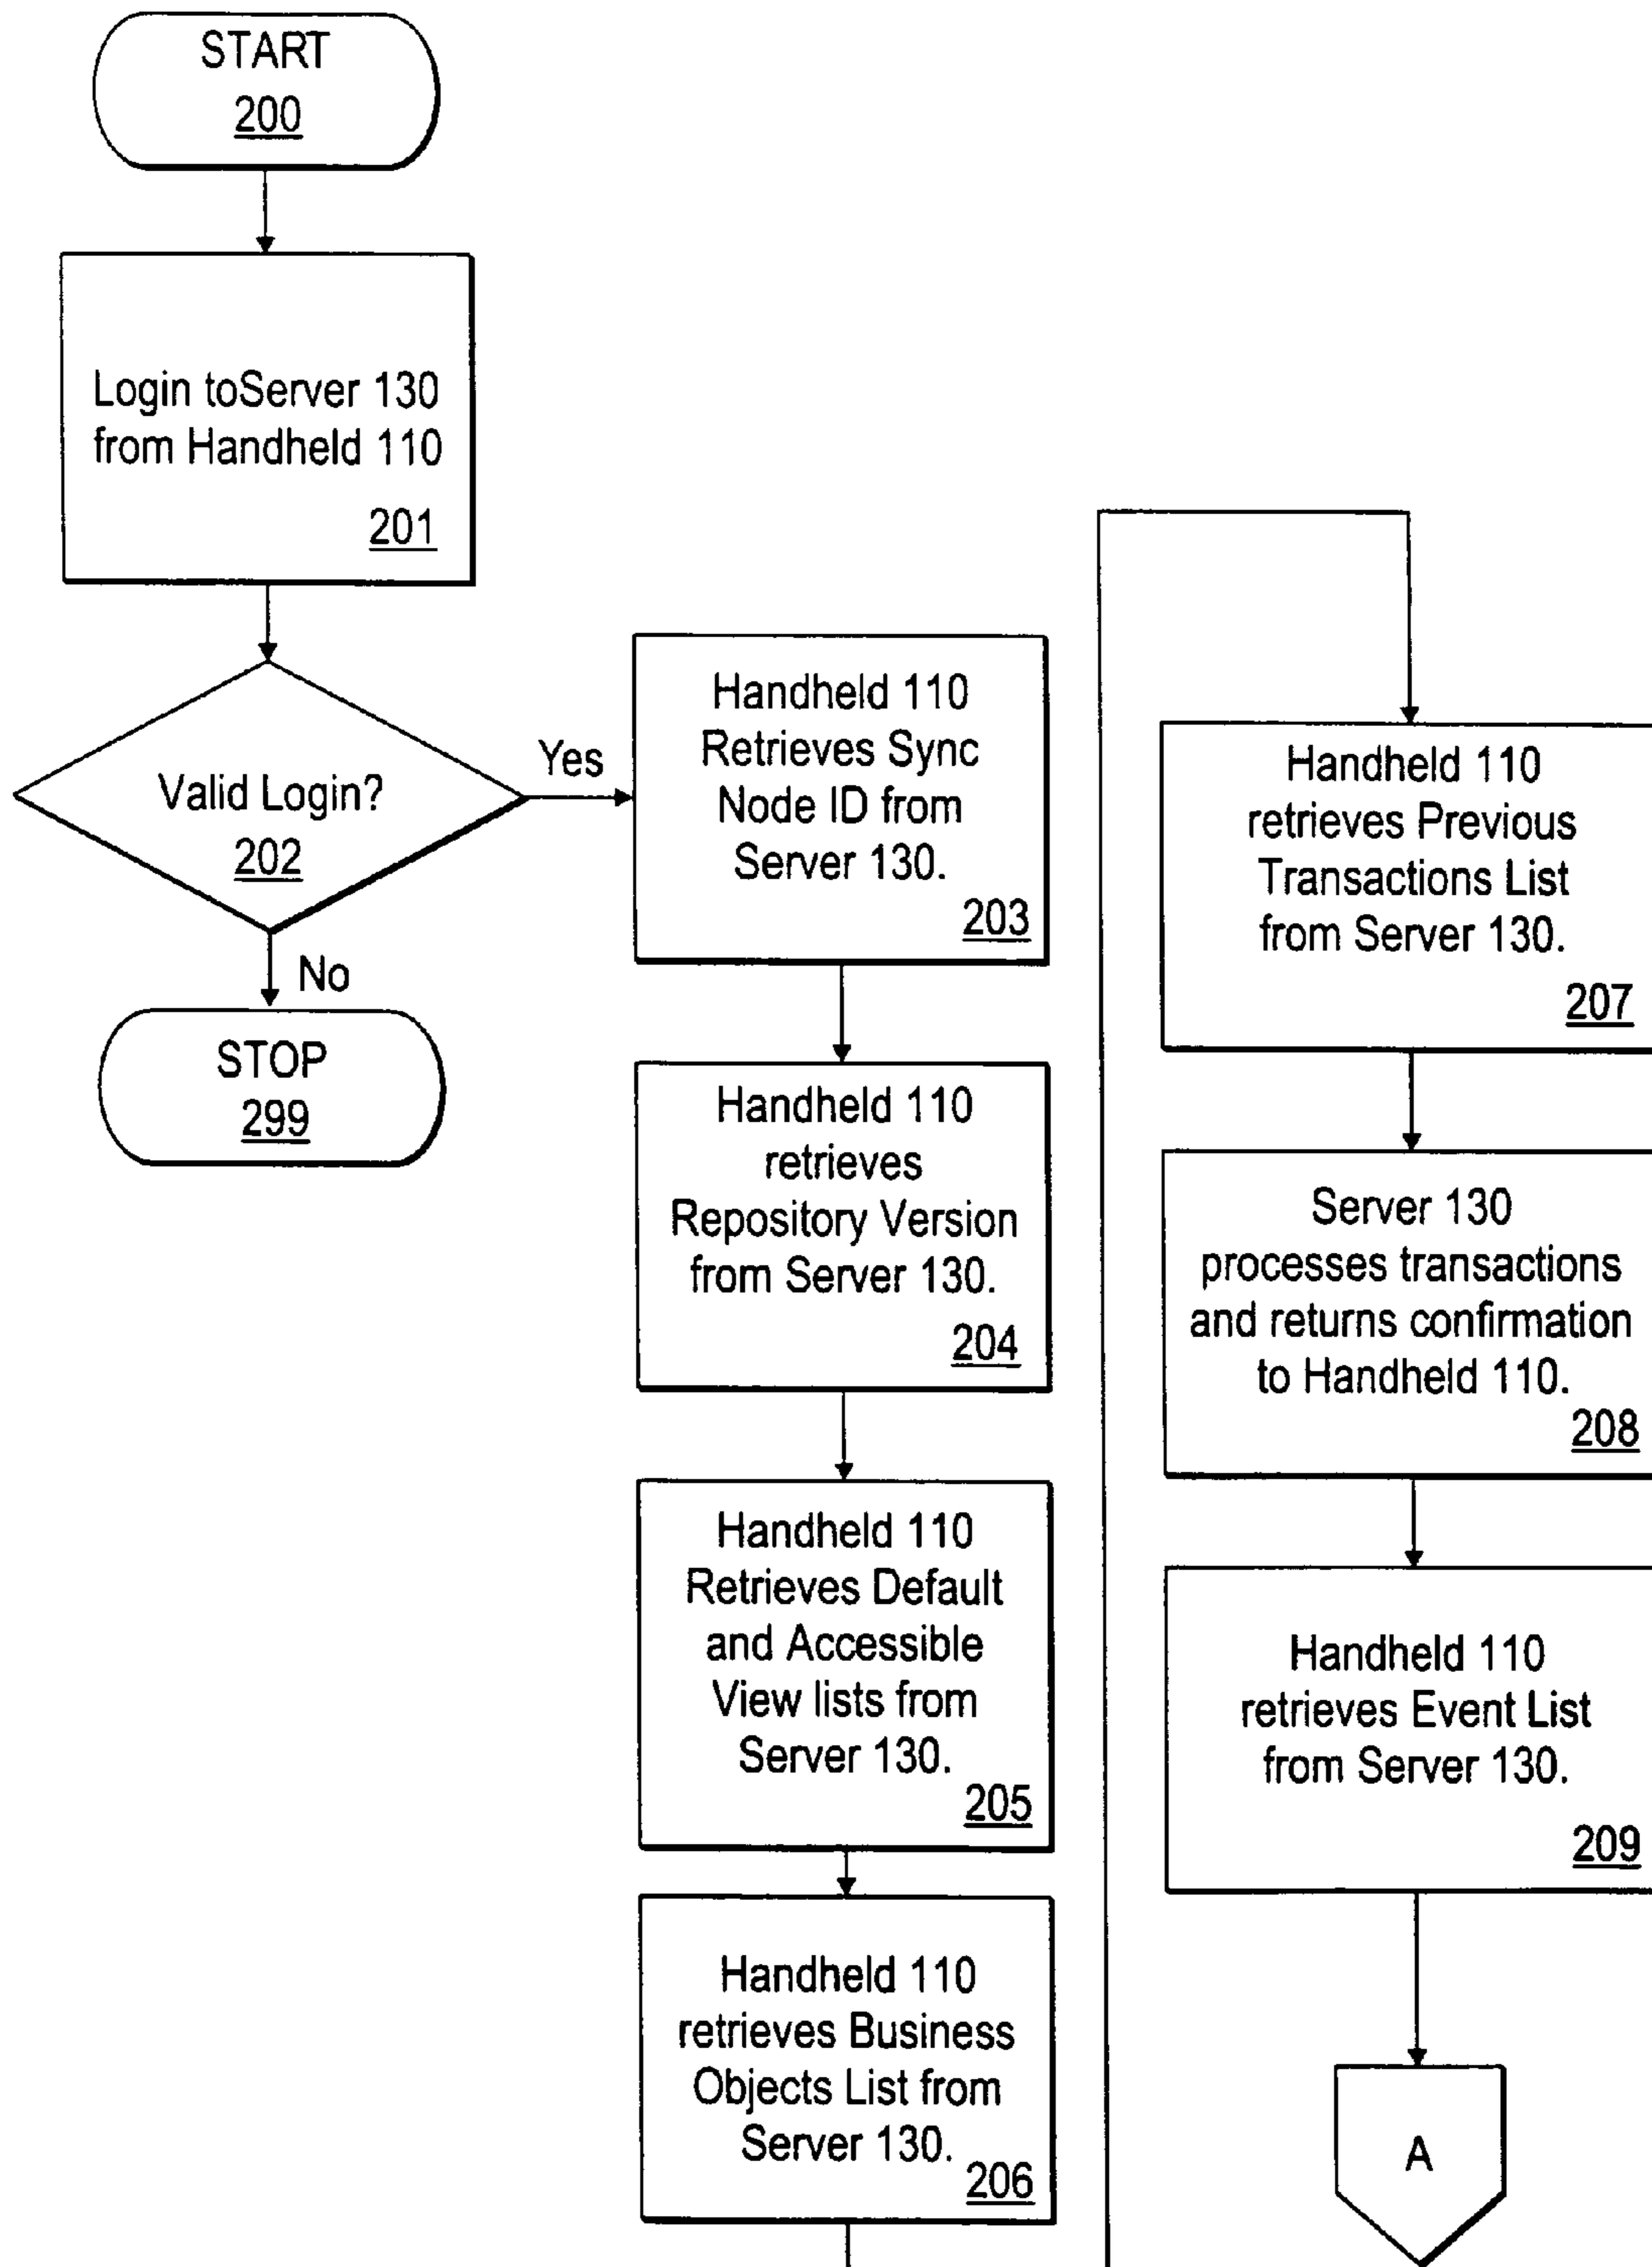 START
200
Login toServer 130
from Handheld 110
201
Valid Login?
202
Yes
No
STOP
299
Handheld 110
Retrieves Sync
Node ID from
Server 130.
203
Handheld 110
retrieves
Repository Version
from Server 130.
204
Handheld 110
Retrieves Default
and Accessible
View lists from
Server 130.
205
Handheld 110
retrieves Business
Objects List from
Server 130.
206
Handheld 110
retrieves Previous
Transactions List
from Server 130.
207
Server 130
processes transactions
and returns confirmation
to Handheld 110.
208
Handheld 110
retrieves Event List
from Server 130.
209
A